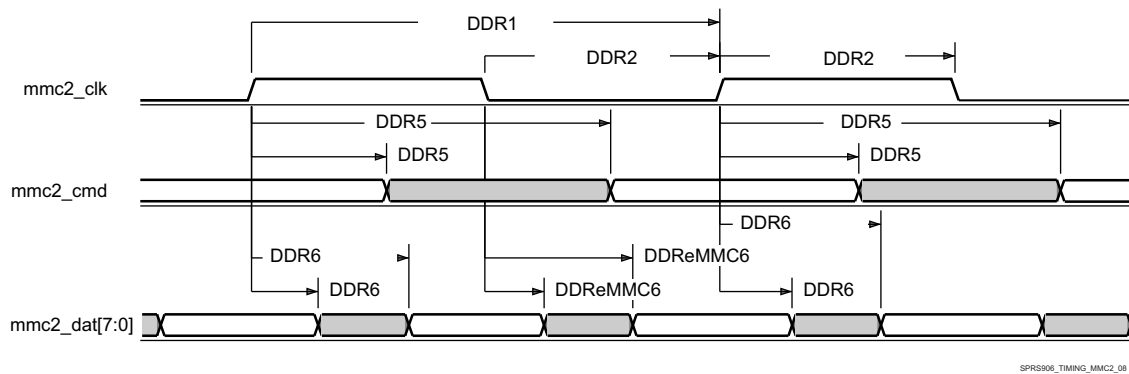 DDR1
DDR2 DDR2
mmc2_clk
DDR5 DDR5
DDR5 DDR5
mmc2_cmd
DDR6
DDR6 DDReMMC6
DDR6 DDReMMC6 DDR6
mmc2_dat[7:0]
SPRS906_TIMING_MMC2_08